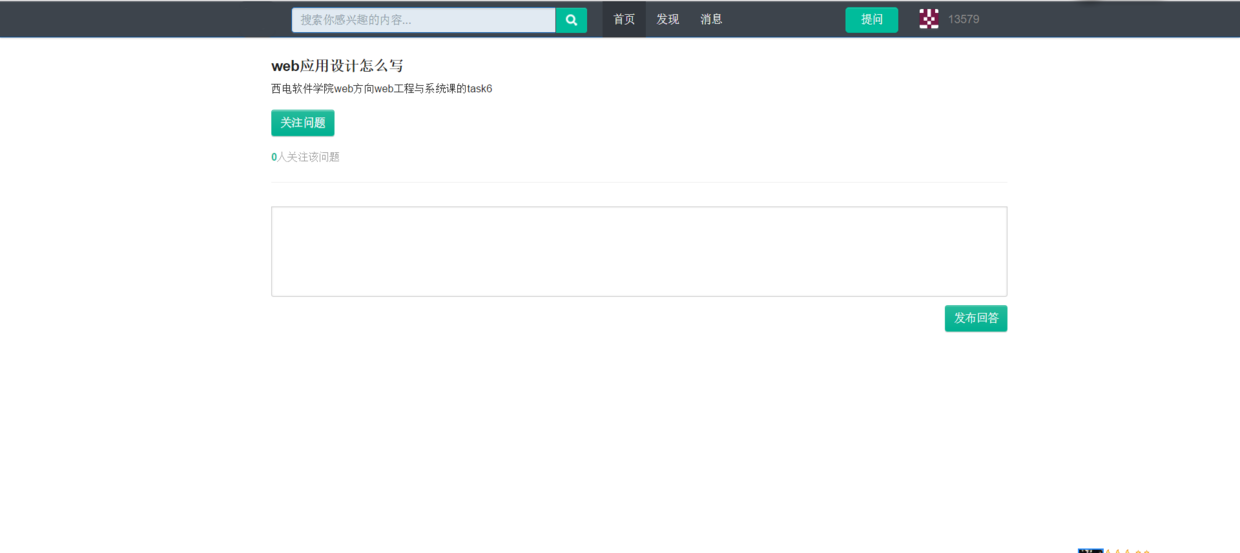 搜索你感兴趣的内容...
首页 发现 消息 提问 13579
web应用设计怎么写
西电软件学院web方向web工程与系统课的task6
关注问题
0人关注该问题
发布回答